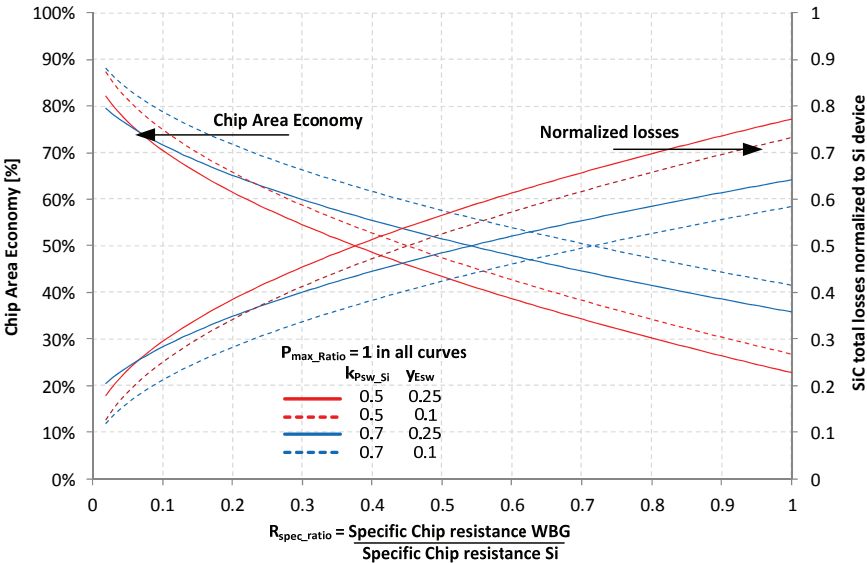 100%
90%
80%
70%
60%
50%
40%
30%
20%
10%
0%
Chip Area Economy [%]
1
0.9
0.8
0.7
0.6
0.5
0.4
0.3
0.2
0.1
0
SiC total losses normalized to Si device
Chip Area Economy
Normalized losses
Pmax_Ratio = 1 in all curves
kPsw_Si yEsw
0.5 0.25
0.5 0.1
0.7 0.25
0.7 0.1
0 0.1 0.2 0.3 0.4 0.5 0.6 0.7 0.8 0.9 1
Rspec_ratio = Specific Chip resistance WBG
Specific Chip resistance Si